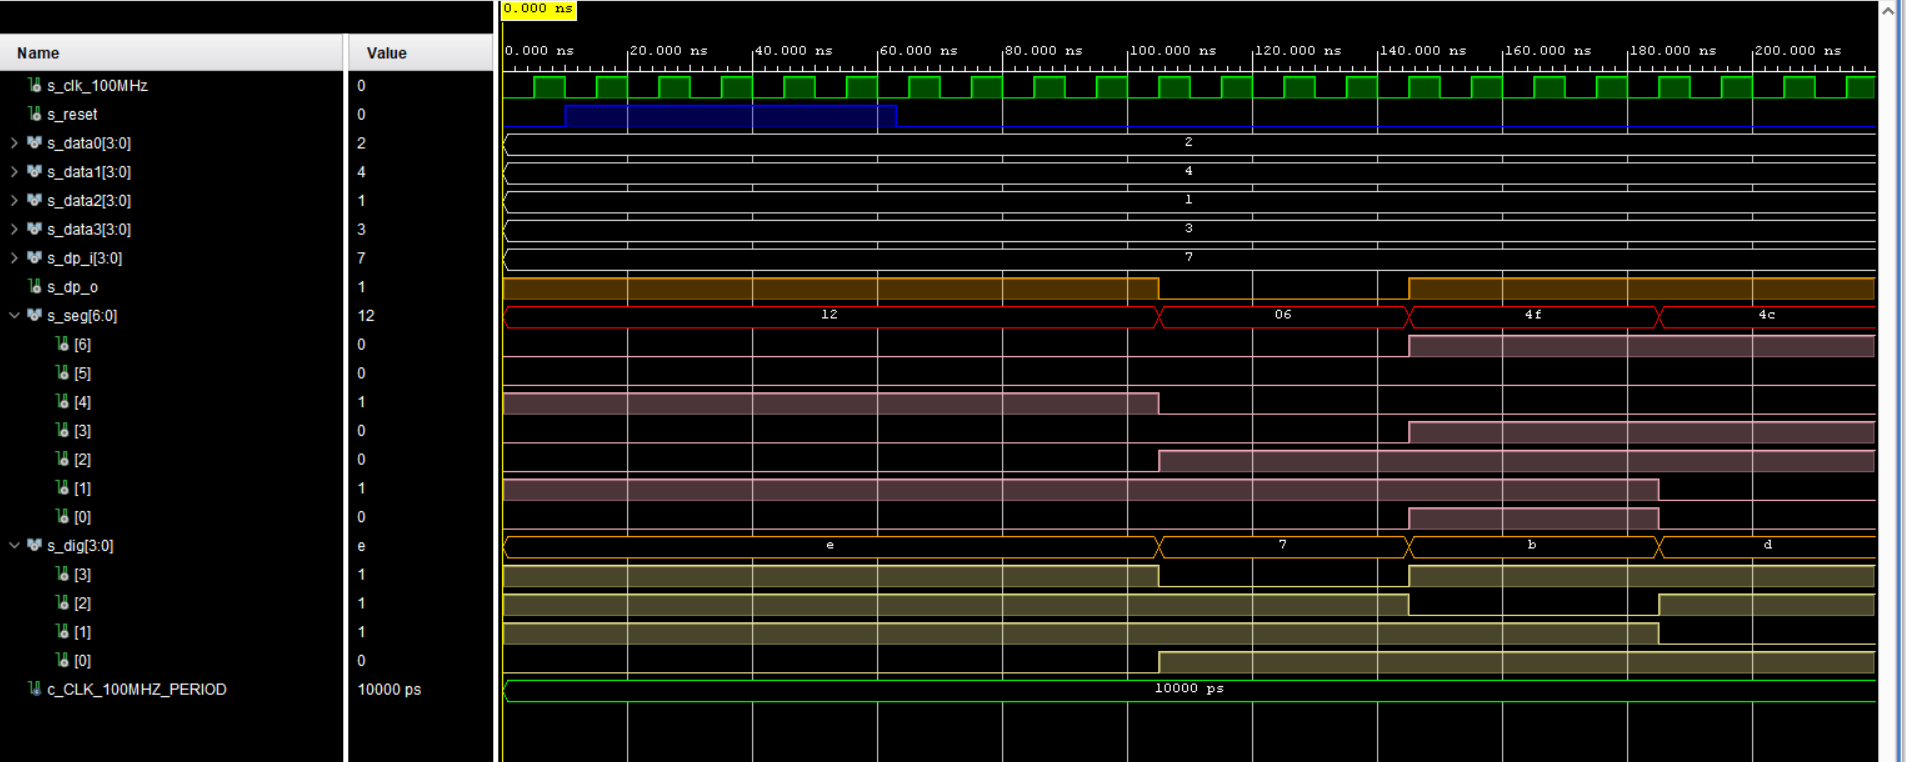 0.000 ns
Name Value
0.000 ns 20.000 ns 40.000 ns 60.000 ns 80.000 ns 100.000 ns 120.000 ns 140.000 ns 160.000 ns 180.000 ns 200.000 ns
s_clk_100MHz 0
s_reset 0
s_data0[3:0] 2 2
s_data1[3:0] 4 4
s_data2[3:0] 1 1
s_data3[3:0] 3 3
s_dp_i[3:0] 7 7
s_dp_o 1
s_seg[6:0] 12 12 06 4f 4c
[6] 0
[5] 0
[4] 1
[3] 0
[2] 0
[1] 1
[0] 0
s_dig[3:0] e e 7 b d
[3] 1
[2] 1
[1] 1
[0] 0
c_CLK_100MHZ_PERIOD 10000 ps 10000 ps